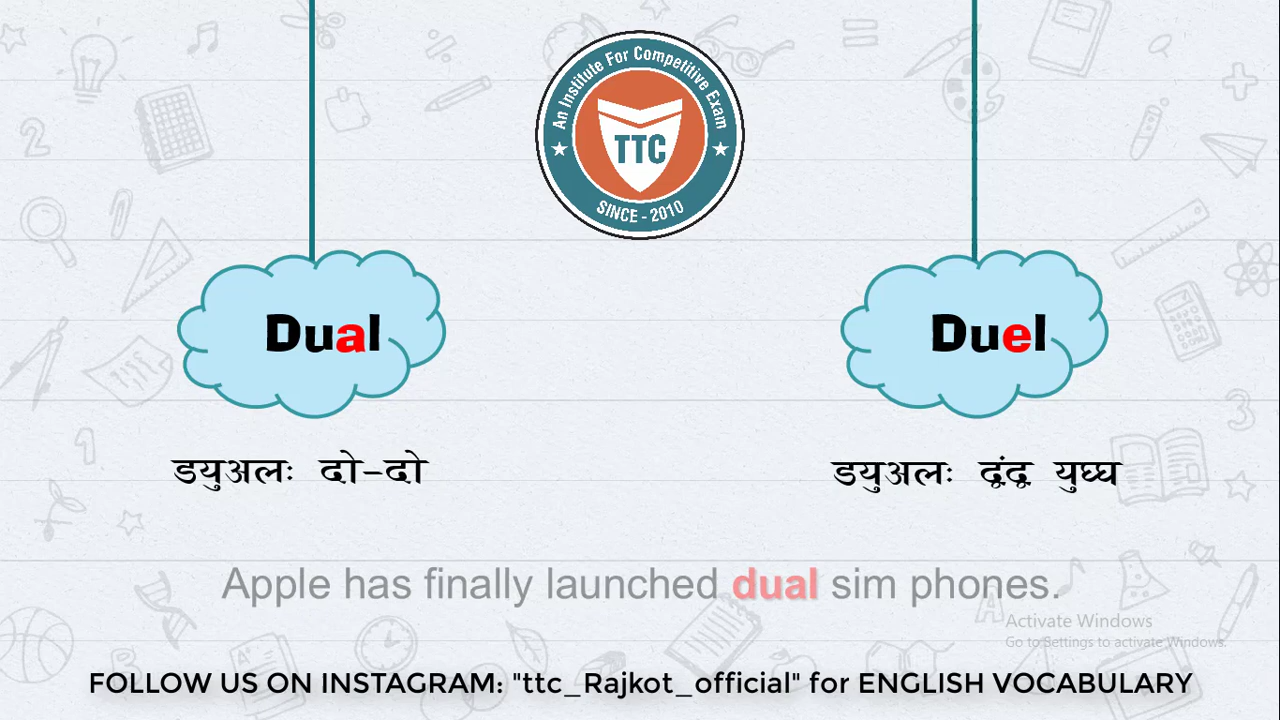 An Institute For Competitive Exam
TTC
SINCE - 2010
Dual
Duel
डयुअलः दो-दो
डयुअलः द्वंद्व युघ्घ
Apple has finally launched dual sim phones.
Activate Windows
Go to Settings to activate Windows.
FOLLOW US ON INSTAGRAM: "ttc_Rajkot_official" for ENGLISH VOCABULARY